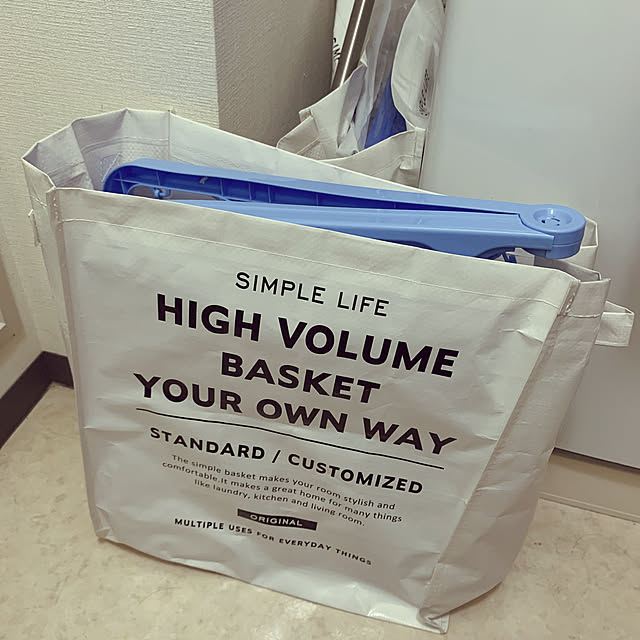 SIMPLE LIFE
HIGH VOLUME
BASKET
YOUR OWN WAY
STANDARD / CUSTOMIZED
The simple basket makes your room stylish and
comfortable.it makes a great home for many things
like laundry, kitchen and living room.
ORIGINAL
MULTIPLE USES FOR EVERYDAY THINGS